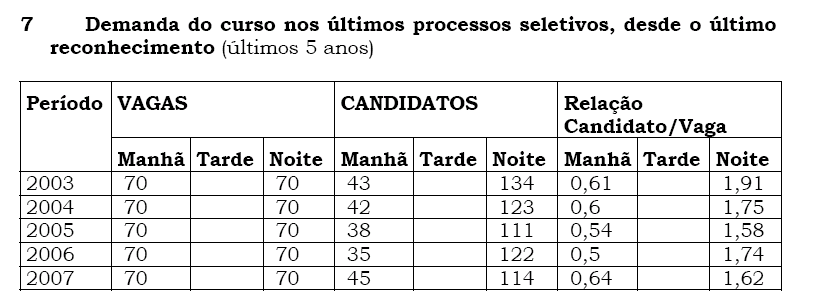 7 Demanda do curso nos últimos processos seletivos, desde o último
reconhecimento (últimos 5 anos)
Período VAGAS CANDIDATOS Relação
Candidato/Vaga
Manhã Tarde Noite Manhã Tarde Noite Manhã Tarde Noite
2003 70 70 43 134 0,61 1,91
2004 70 70 42 123 0,6 1,75
2005 70 70 38 111 0,54 1,58
2006 70 70 35 122 0,5 1,74
2007 70 70 45 114 0,64 1,62